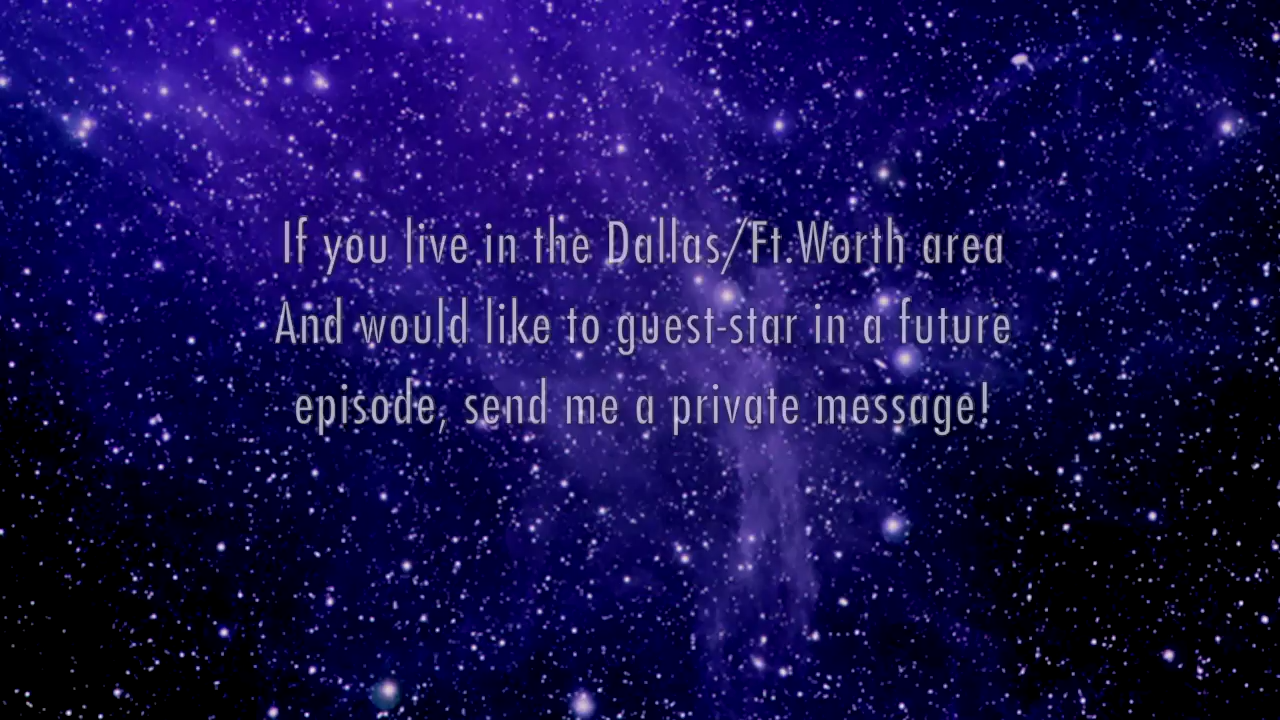 If you live in the Dallas/Ft.Worth area
And would like to guest-star in a future
episode, send me a private message!